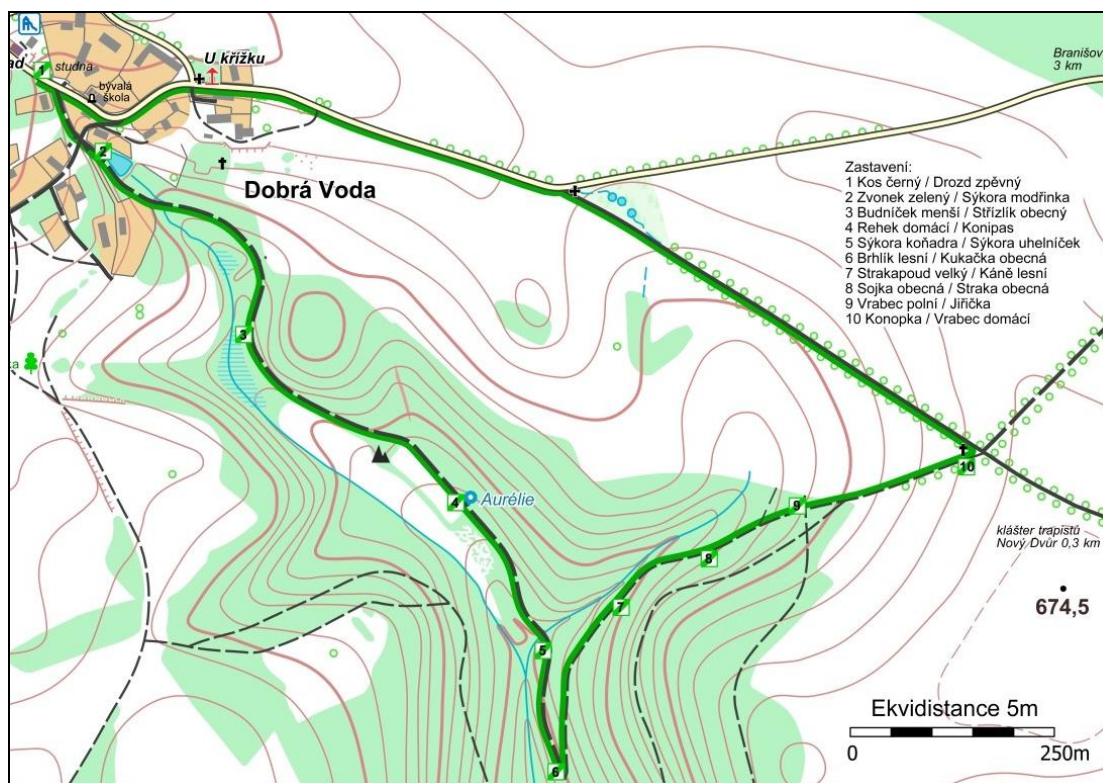 ad
1
studna
bývalá
škola
U křížku
Branišov
3 km
2
Dobrá Voda
Zastavení:
1 Kos černý / Drozd zpěvný
2 Zvonek zelený / Sýkora modřinka
3 Budníček menší / Střízlík obecný
4 Rehek domácí / Konipas
5 Sýkora koňadra / Sýkora uhelníček
6 Brhlík lesní / Kukačka obecná
7 Strakapoud velký / Káně lesní
8 Sojka obecná / Straka obecná
9 Vrabec polní / Jiřička
10 Konopka / Vrabec domácí
3
ka
10
4
Aurélie
9
klášter trapistů
Nový Dvůr 0,3 km
8
674,5
7
5
Ekvidistance 5m
0
250m
6